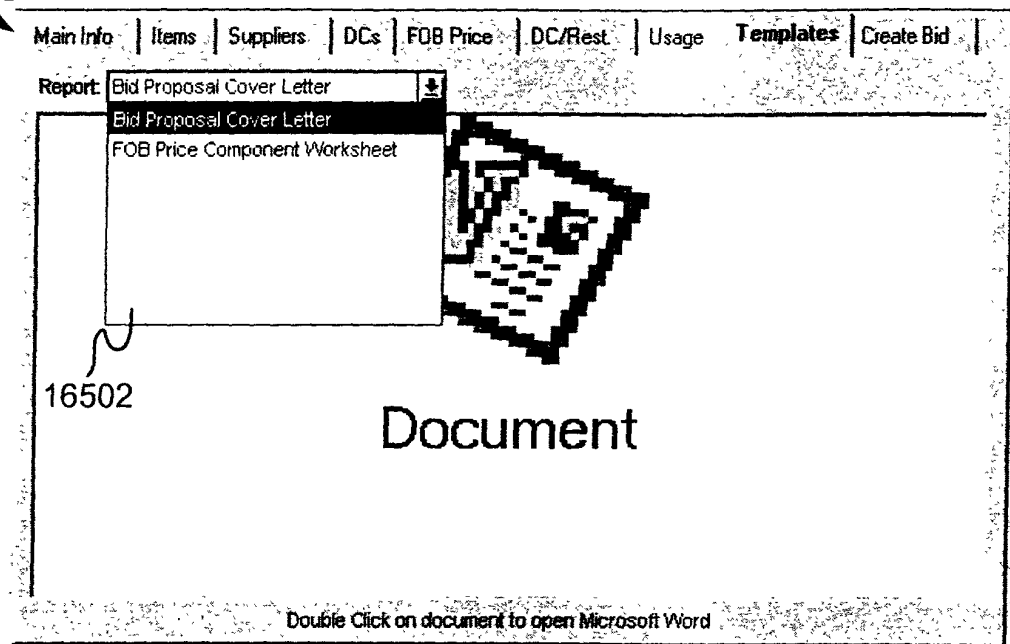 Main Info Items Suppliers DCs FOB Price DC/Rest. Usage Templates Create Bid
Report: Bid Proposal Cover Letter
Bid Proposal Cover Letter
FOB Price Component Worksheet
16502
Document
Double Click on document to open Microsoft Word